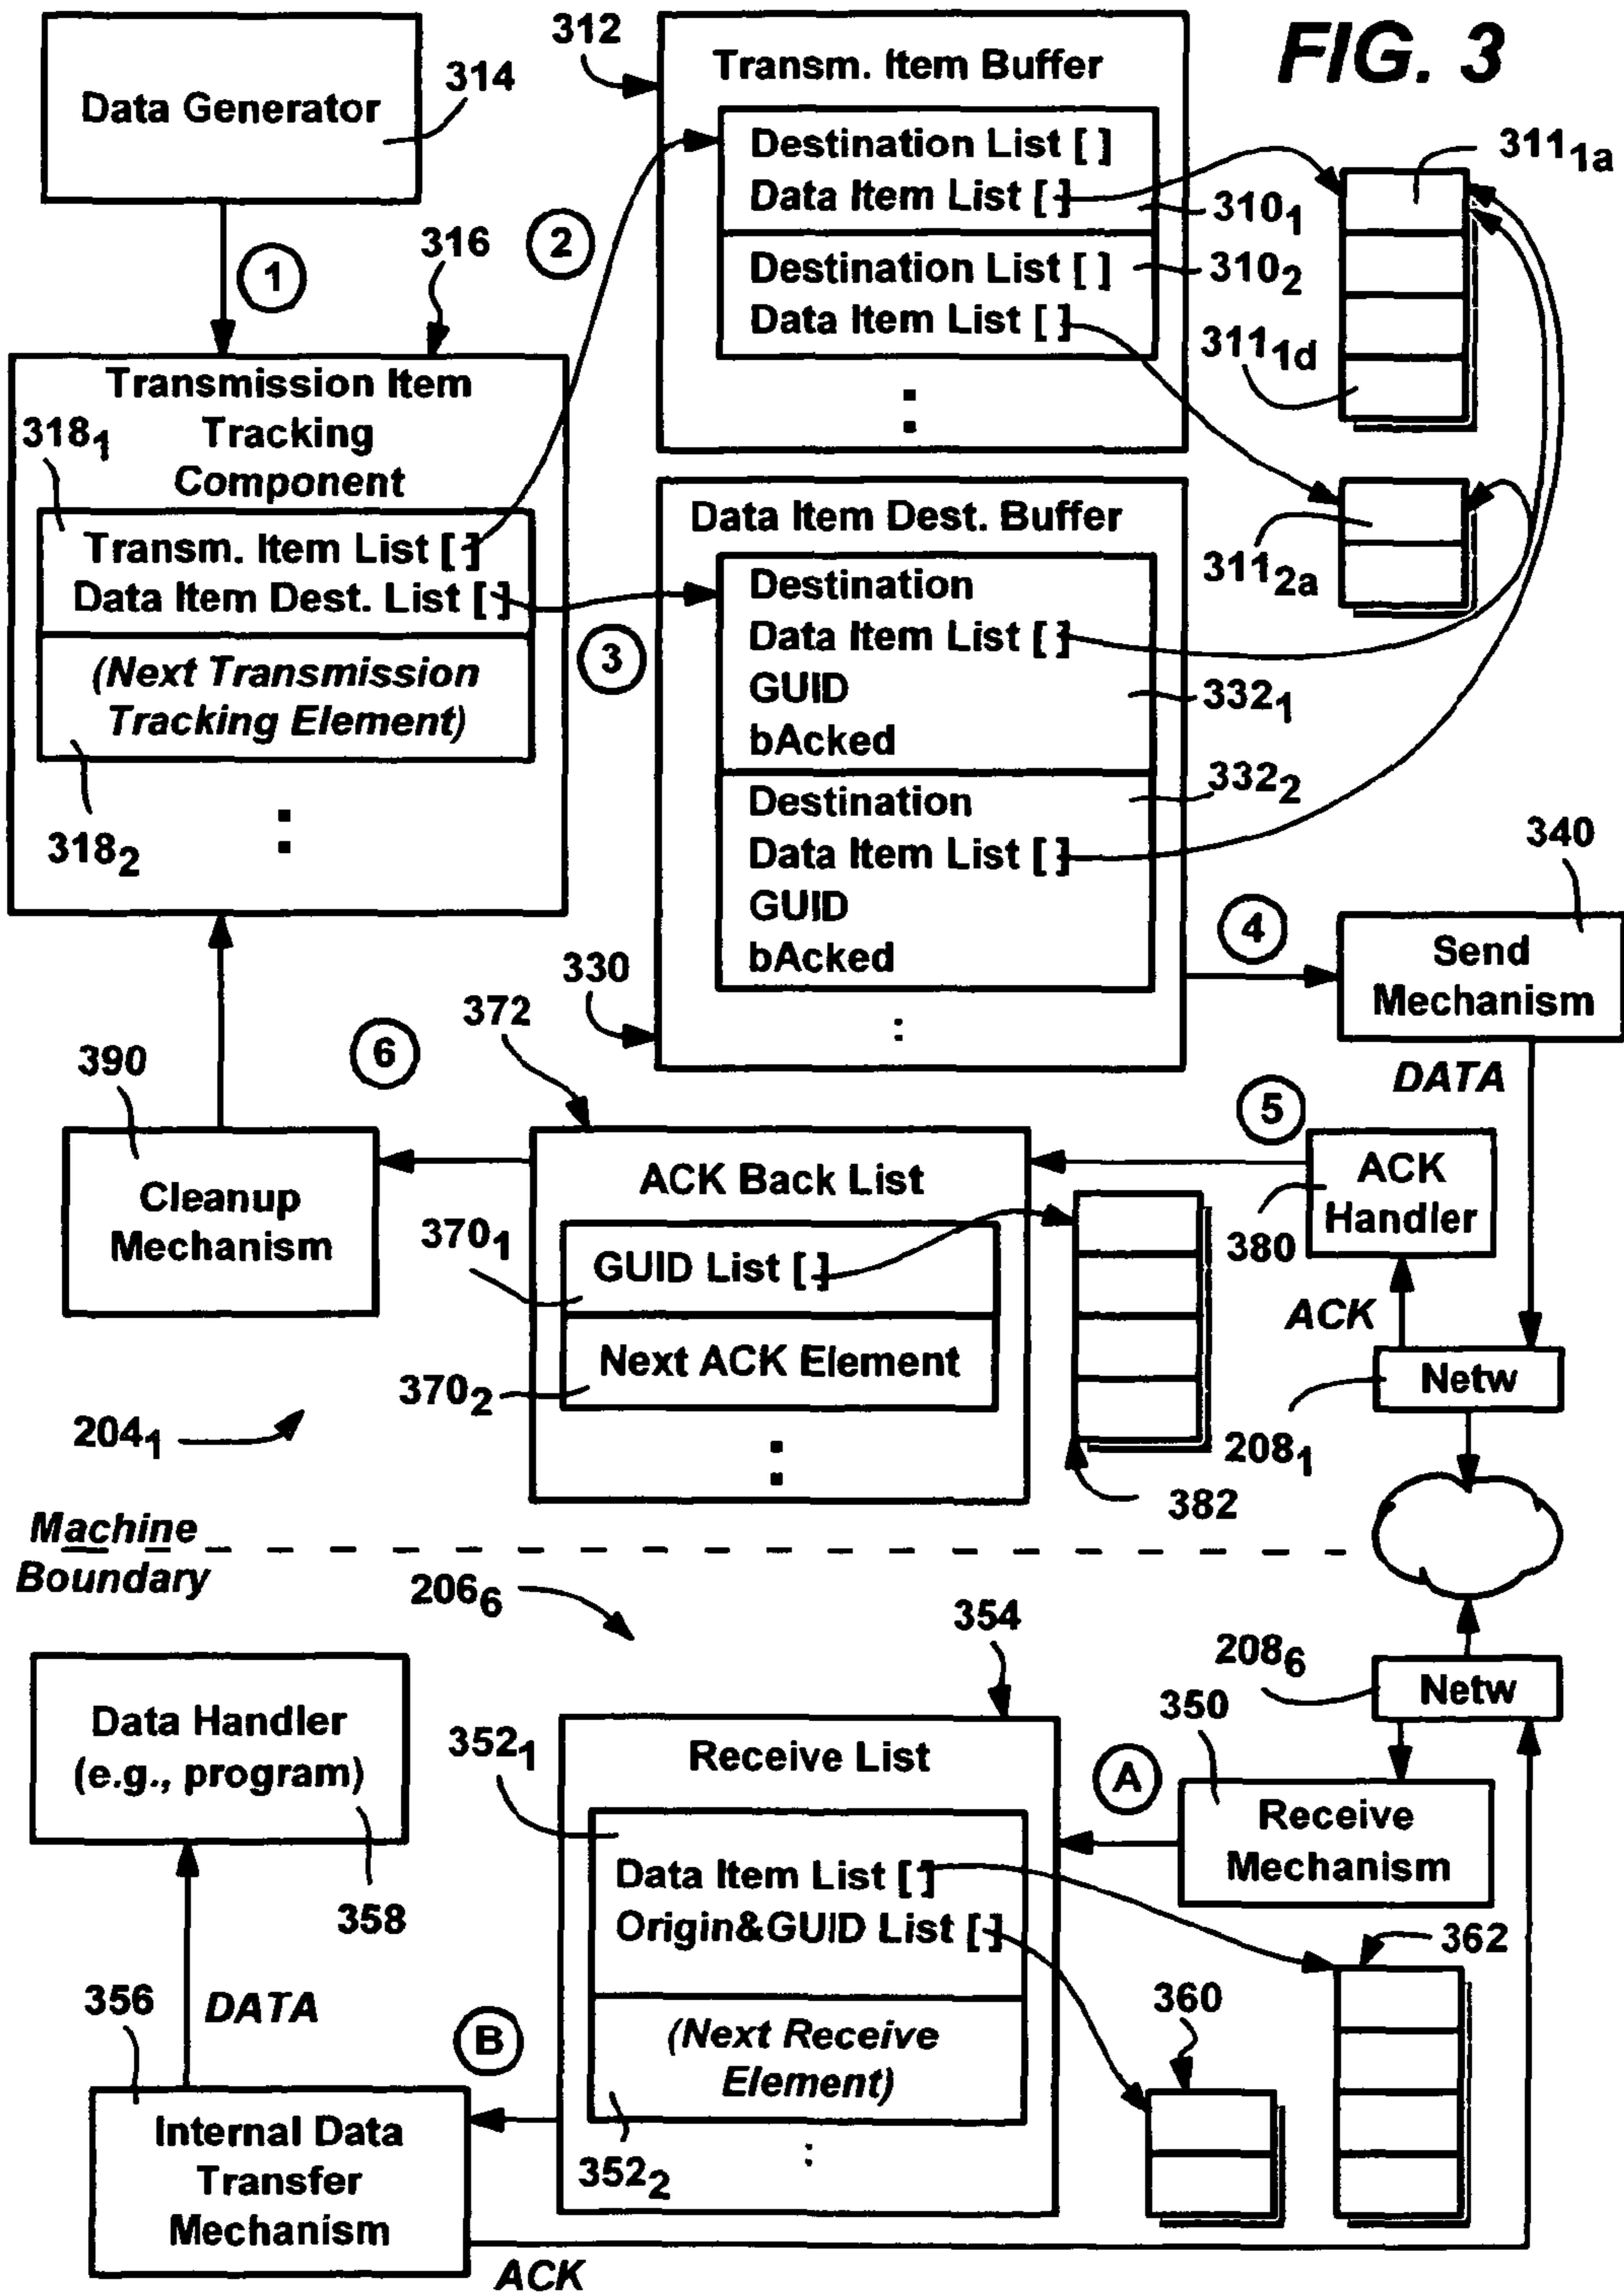 FIG. 3
312
Transm. Item Buffer
Data Generator
314
Destination List [ ]
Data Item List [ ]
310₁
Destination List [ ]
310₂
Data Item List [ ]
:
311₁ₐ
311₁d
311₂ₐ
1
2
316
Transmission Item
Tracking
Component
318₁
Transm. Item List [ ]
Data Item Dest. List [ ]
(Next Transmission
Tracking Element)
318₂
:
3
Data Item Dest. Buffer
Destination
Data Item List [ ]
GUID
332₁
bAcked
Destination
332₂
Data Item List [ ]
GUID
bAcked
:
330
4
340
Send
Mechanism
DATA
372
6
390
Cleanup
Mechanism
ACK Back List
370₁
GUID List [ ]
Next ACK Element
370₂
:
382
5
ACK
Handler
380
ACK
Netw
208₁
204₁
Machine
Boundary
206₆
354
208₆
Netw
350
Data Handler
(e.g., program)
358
Receive List
352₁
A
Receive
Mechanism
Data Item List [ ]
Origin&GUID List [ ]
362
360
(Next Receive
Element)
352₂
:
356
DATA
B
Internal Data
Transfer
Mechanism
ACK